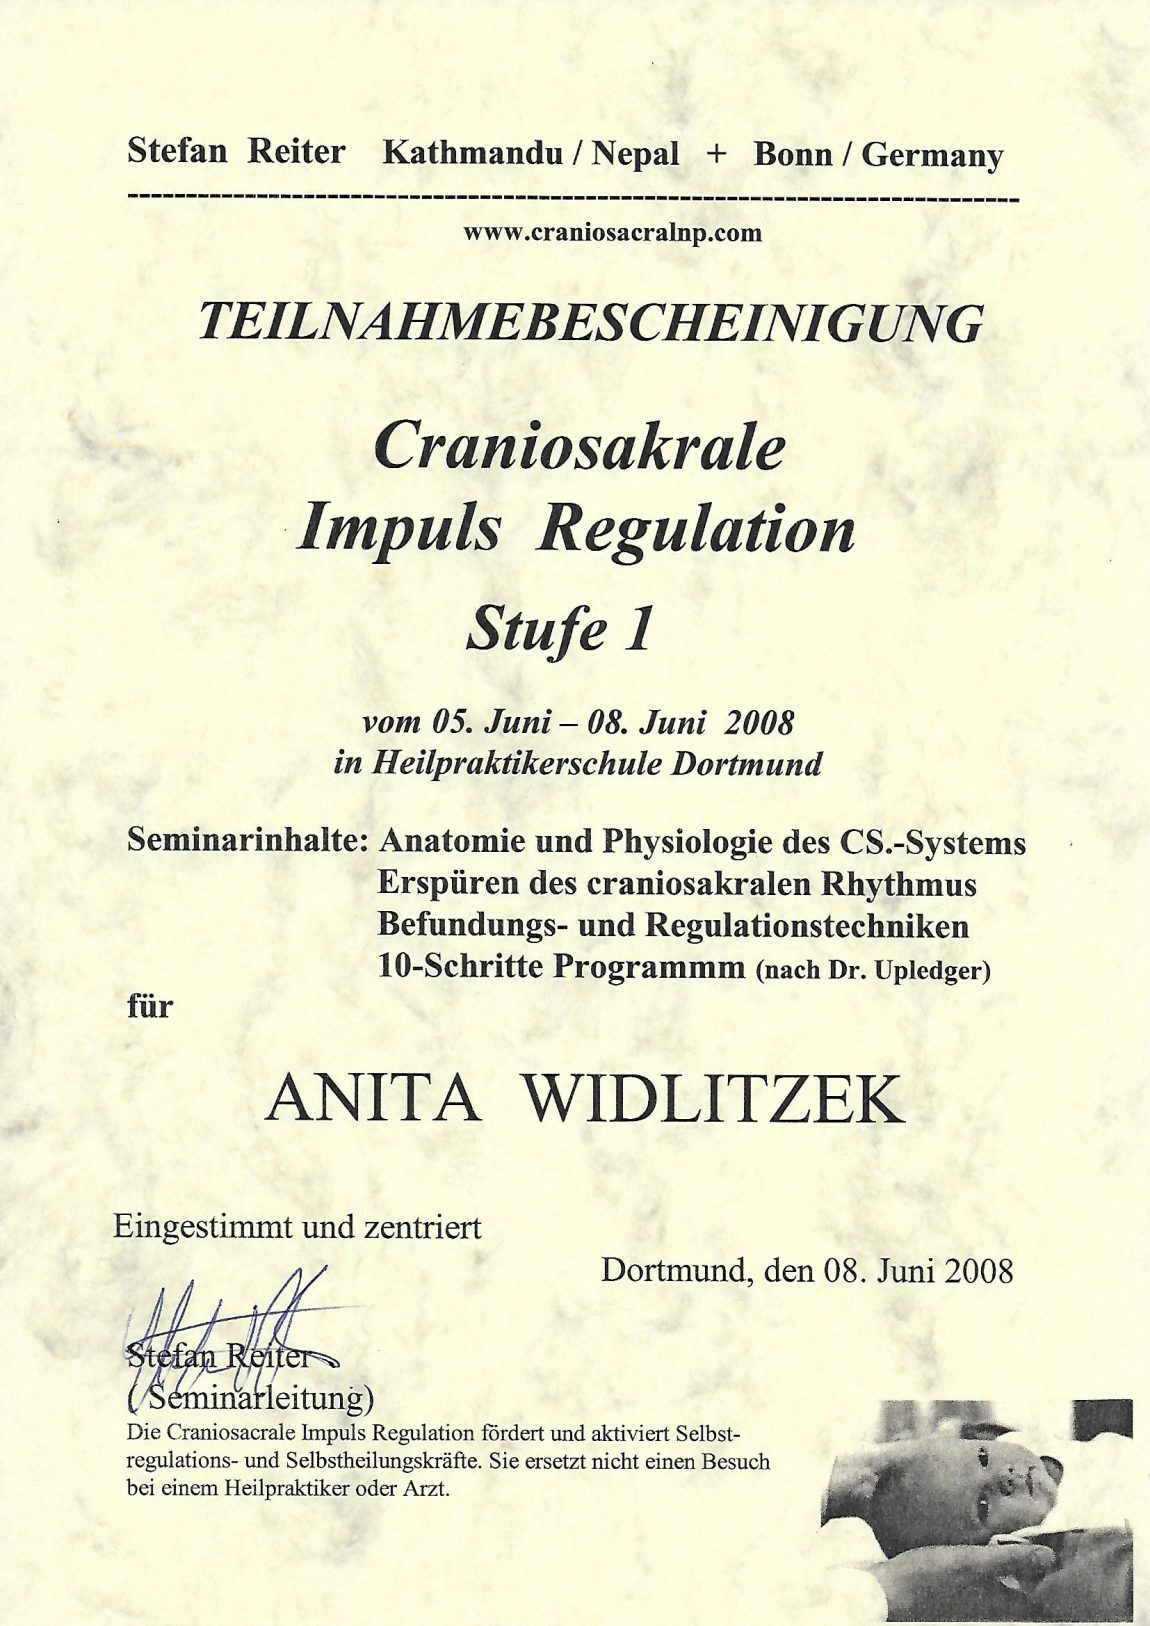 Stefan Reiter Kathmandu / Nepal + Bonn / Germany
www.craniosacralnp.com
TEILNAHMEBESCHEINIGUNG
Craniosakrale
Impuls Regulation
Stufe 1
vom 05. Juni – 08. Juni 2008
in Heilpraktikerschule Dortmund
Seminarinhalte: Anatomie und Physiologie des CS.-Systems
Erspüren des craniosakralen Rhythmus
Befundungs- und Regulationstechniken
10-Schritte Programmm (nach Dr. Upledger)
für
ANITA WIDLITZEK
Eingestimmt und zentriert
Dortmund, den 08. Juni 2008
Stefan Reiter
( Seminarleitung)
Die Craniosacrale Impuls Regulation fördert und aktiviert Selbst-
regulations- und Selbstheilungskräfte. Sie ersetzt nicht einen Besuch
bei einem Heilpraktiker oder Arzt.